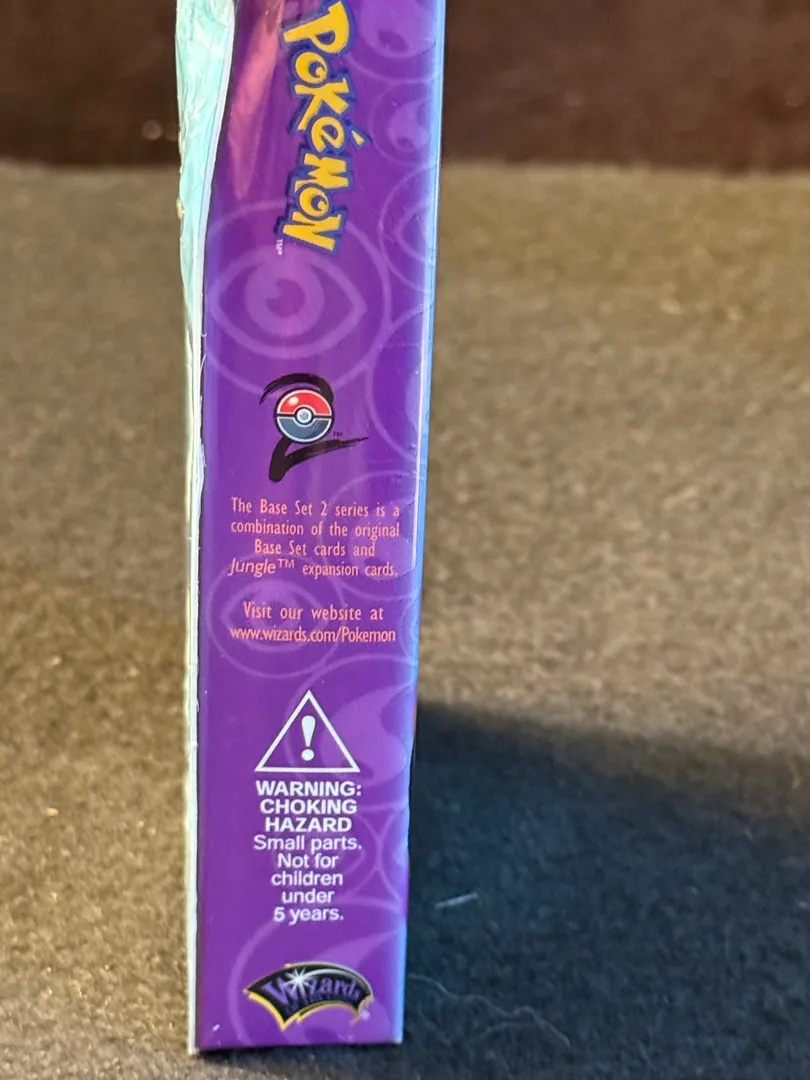 POKéMON
TM®
TM
The Base Set 2 series is a
combination of the original
Base Set cards and
Jungle™ expansion cards.
Visit our website at
www.wizards.com/Pokemon
!
WARNING:
CHOKING
HAZARD
Small parts.
Not for
children
under
5 years.
Wizards